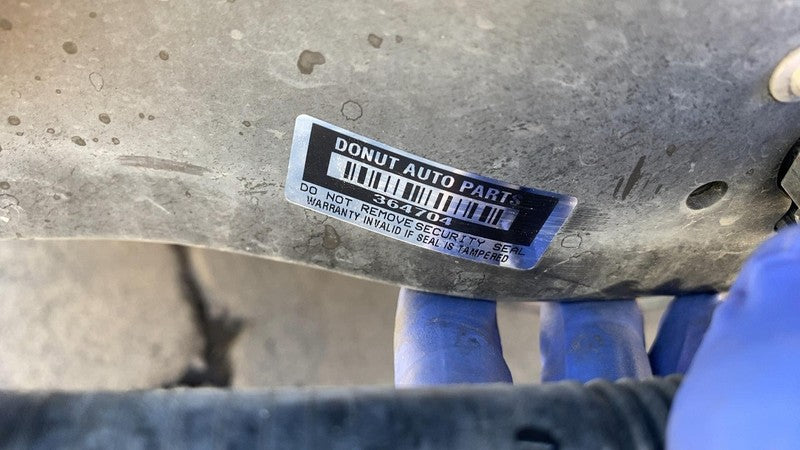 DONUT AUTO PARTS
364704
DO NOT REMOVE SECURITY SEAL
WARRANTY INVALID IF SEAL IS TAMPERED